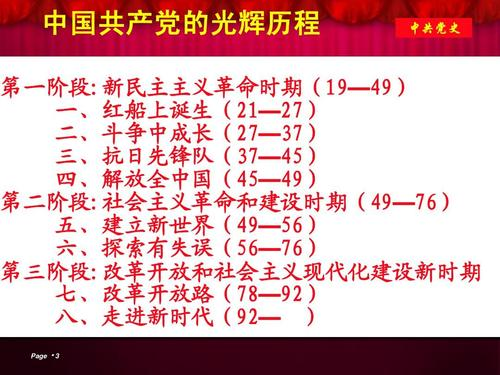 中国共产党的光辉历程
中共党史
第一阶段:新民主主义革命时期（19—49）
一、红船上诞生（21—27）
二、斗争中成长（27—37）
三、抗日先锋队（37—45）
四、解放全中国（45—49）
第二阶段:社会主义革命和建设时期（49—76）
五、建立新世界（49—56）
六、探索有失误（56—76）
第三阶段:改革开放和社会主义现代化建设新时期
七、改革开放路（78—92）
八、走进新时代（92—　）
Page • 3